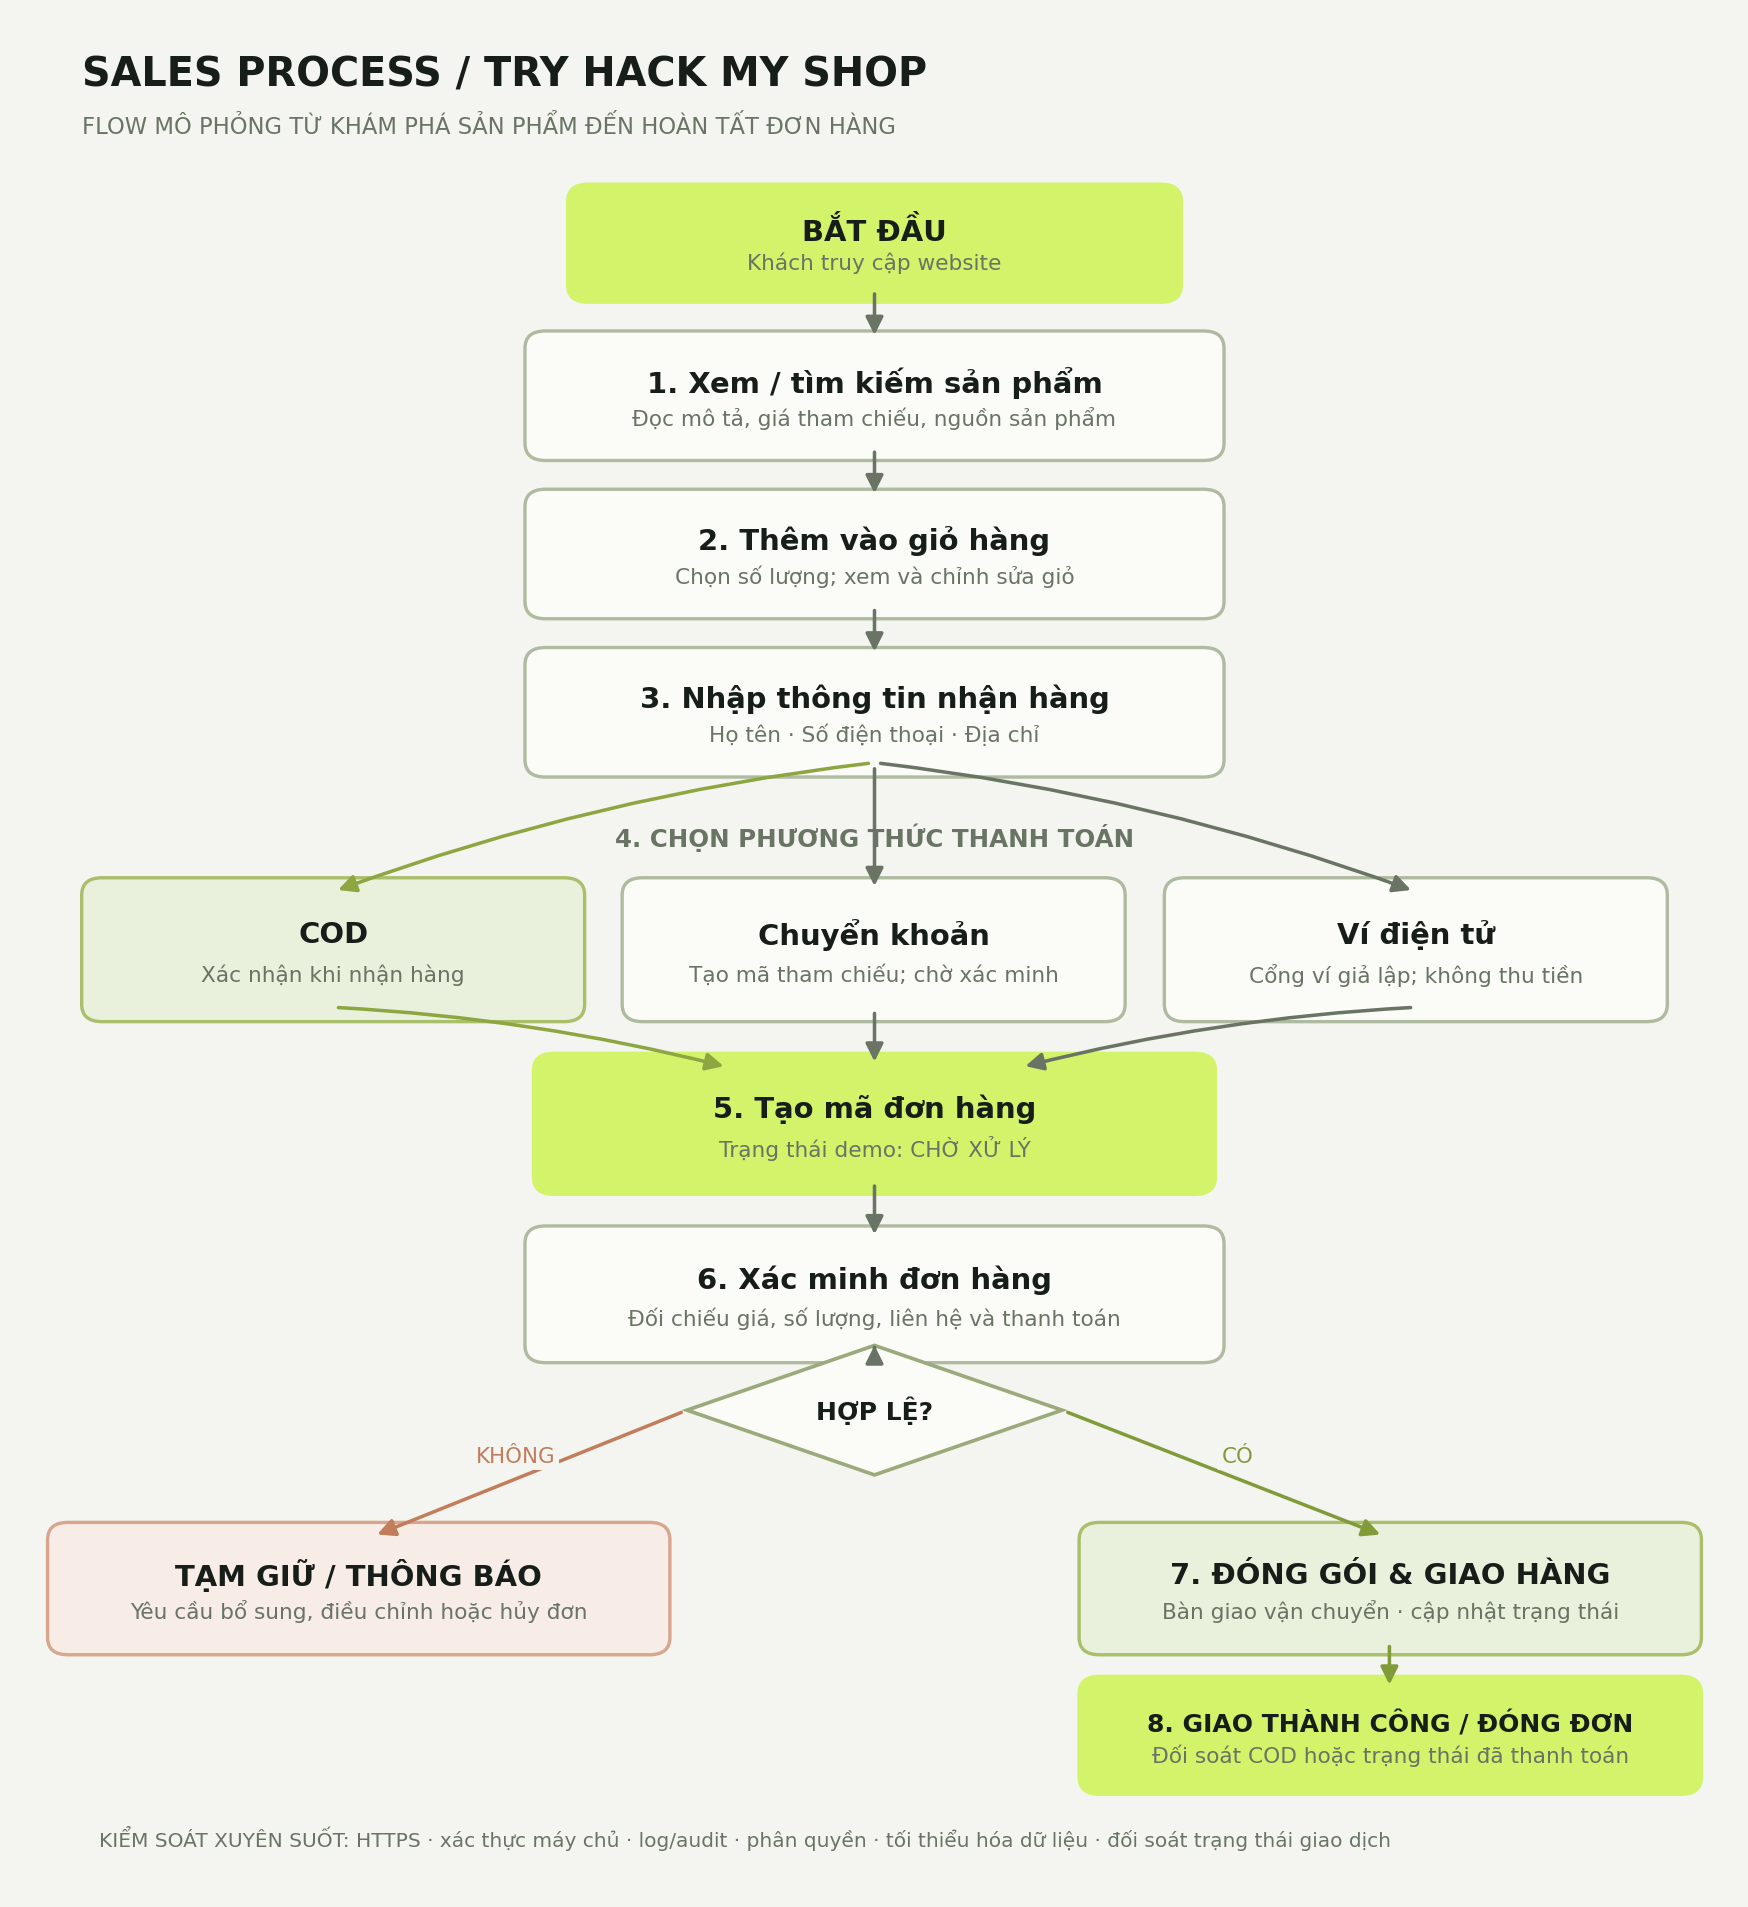 SALES PROCESS / TRY HACK MY SHOP
FLOW MÔ PHỎNG TỪ KHÁM PHÁ SẢN PHẨM ĐẾN HOÀN TẤT ĐƠN HÀNG
BẮT ĐẦU
Khách truy cập website
1. Xem / tìm kiếm sản phẩm
Đọc mô tả, giá tham chiếu, nguồn sản phẩm
2. Thêm vào giỏ hàng
Chọn số lượng; xem và chỉnh sửa giỏ
3. Nhập thông tin nhận hàng
Họ tên · Số điện thoại · Địa chỉ
4. CHỌN PHƯƠNG THỨC THANH TOÁN
COD
Xác nhận khi nhận hàng
Chuyển khoản
Tạo mã tham chiếu; chờ xác minh
Ví điện tử
Cổng ví giả lập; không thu tiền
5. Tạo mã đơn hàng
Trạng thái demo: CHỜ XỬ LÝ
6. Xác minh đơn hàng
Đối chiếu giá, số lượng, liên hệ và thanh toán
HỢP LỆ?
KHÔNG
CÓ
TẠM GIỮ / THÔNG BÁO
Yêu cầu bổ sung, điều chỉnh hoặc hủy đơn
7. ĐÓNG GÓI & GIAO HÀNG
Bàn giao vận chuyển · cập nhật trạng thái
8. GIAO THÀNH CÔNG / ĐÓNG ĐƠN
Đối soát COD hoặc trạng thái đã thanh toán
KIỂM SOÁT XUYÊN SUỐT: HTTPS · xác thực máy chủ · log/audit · phân quyền · tối thiểu hóa dữ liệu · đối soát trạng thái giao dịch